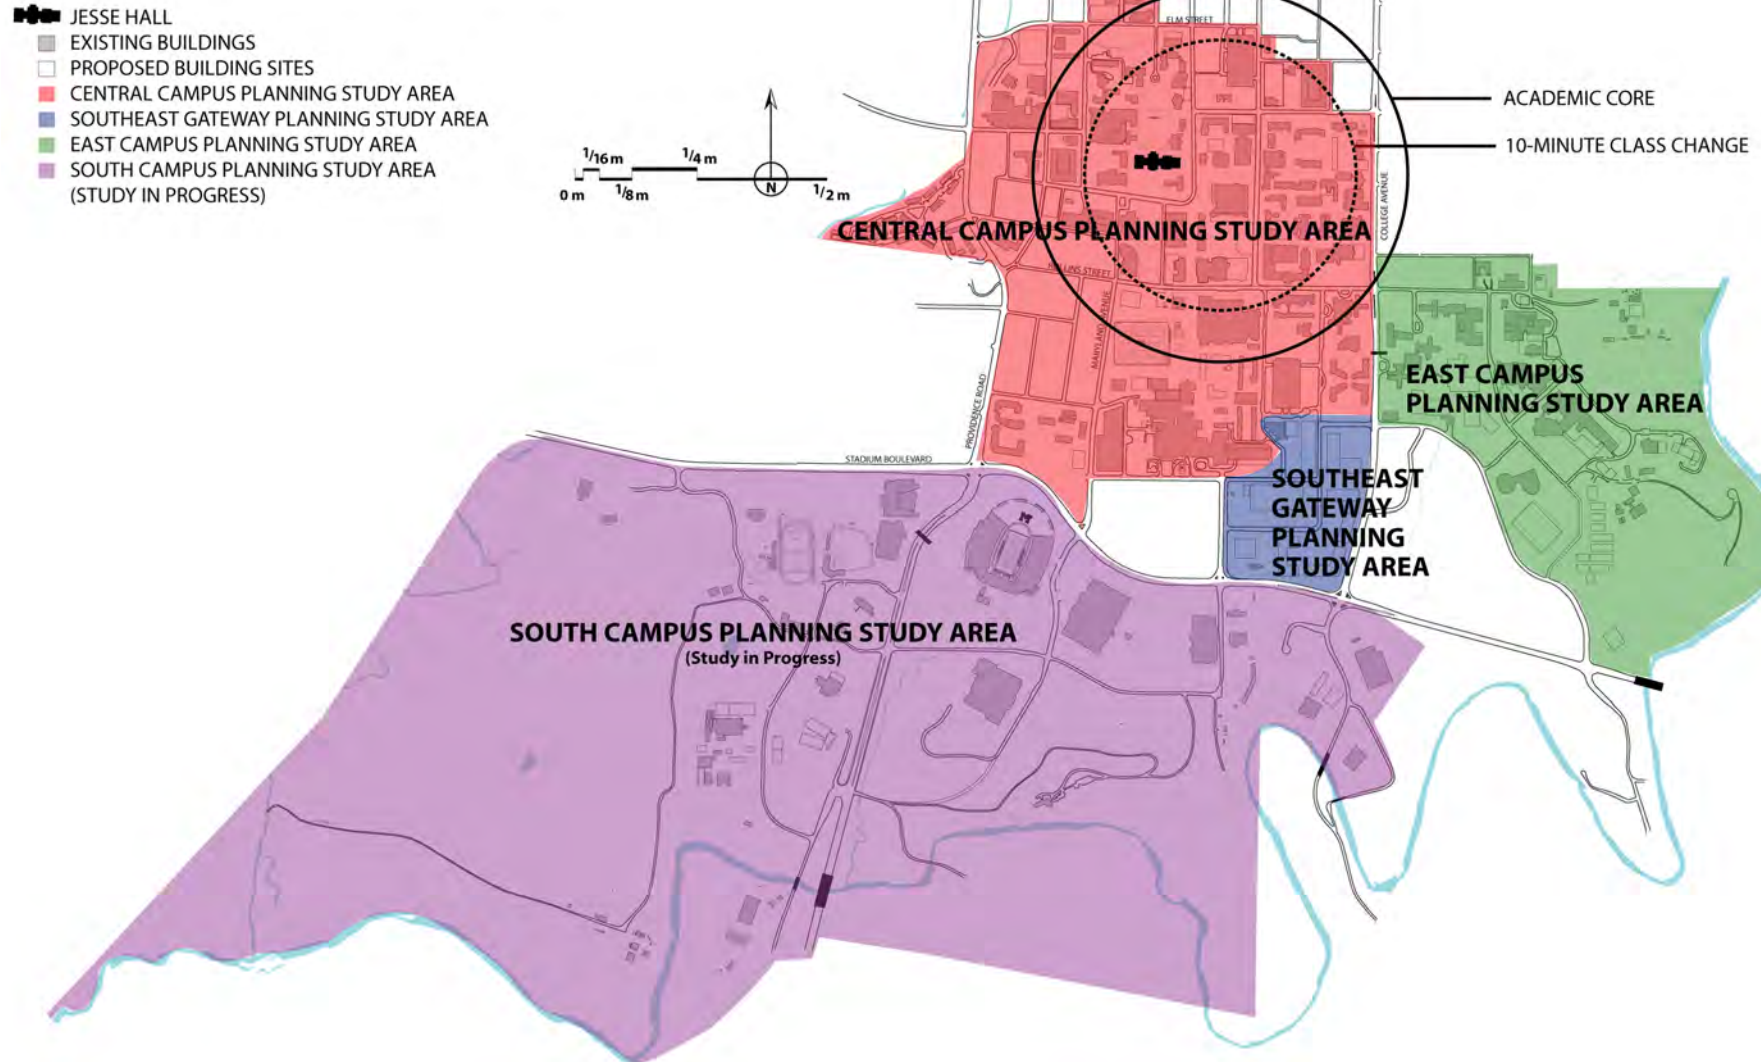 JESSE HALL
EXISTING BUILDINGS
PROPOSED BUILDING SITES
CENTRAL CAMPUS PLANNING STUDY AREA
SOUTHEAST GATEWAY PLANNING STUDY AREA
EAST CAMPUS PLANNING STUDY AREA
SOUTH CAMPUS PLANNING STUDY AREA
(STUDY IN PROGRESS)
1/16 m
1/4 m
0 m
1/8 m
N
1/2 m
ELM STREET
ACADEMIC CORE
10-MINUTE CLASS CHANGE
COLLEGE AVENUE
CENTRAL CAMPUS PLANNING STUDY AREA
STREET
MARYLAND AVENUE
PROVIDENCE ROAD
STADIUM BOULEVARD
EAST CAMPUS
PLANNING STUDY AREA
SOUTHEAST
GATEWAY
PLANNING
STUDY AREA
M
SOUTH CAMPUS PLANNING STUDY AREA
(Study in Progress)